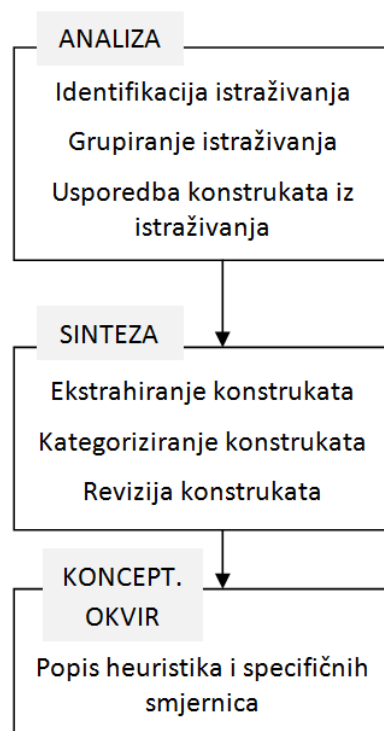 ANALIZA
Identifikacija istraživanja
Grupiranje istraživanja
Usporedba konstrukata iz
istraživanja
SINTEZA
Ekstrahiranje konstrukata
Kategoriziranje konstrukata
Revizija konstrukata
KONCEPT.
OKVIR
Popis heuristika i specifičnih
smjernica